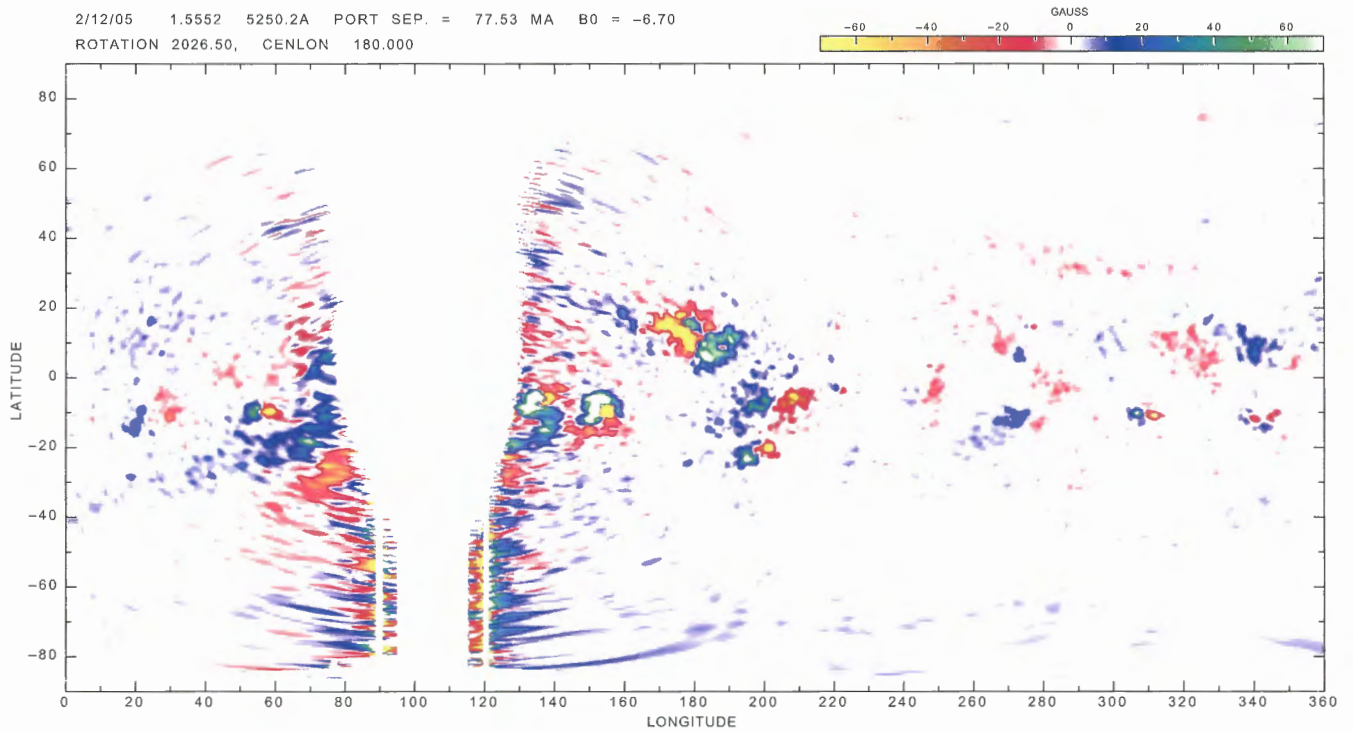 2/12/05 1.5552 5250.2A PORT SEP. = 77.53 MA B0 = −6.70
ROTATION 2026.50, CENLON 180.000
GAUSS
−60 −40 −20 0 20 40 60
LATITUDE
80
60
40
20
0
−20
−40
−60
−80
0 20 40 60 80 100 120 140 160 180 200 220 240 260 280 300 320 340 360
LONGITUDE